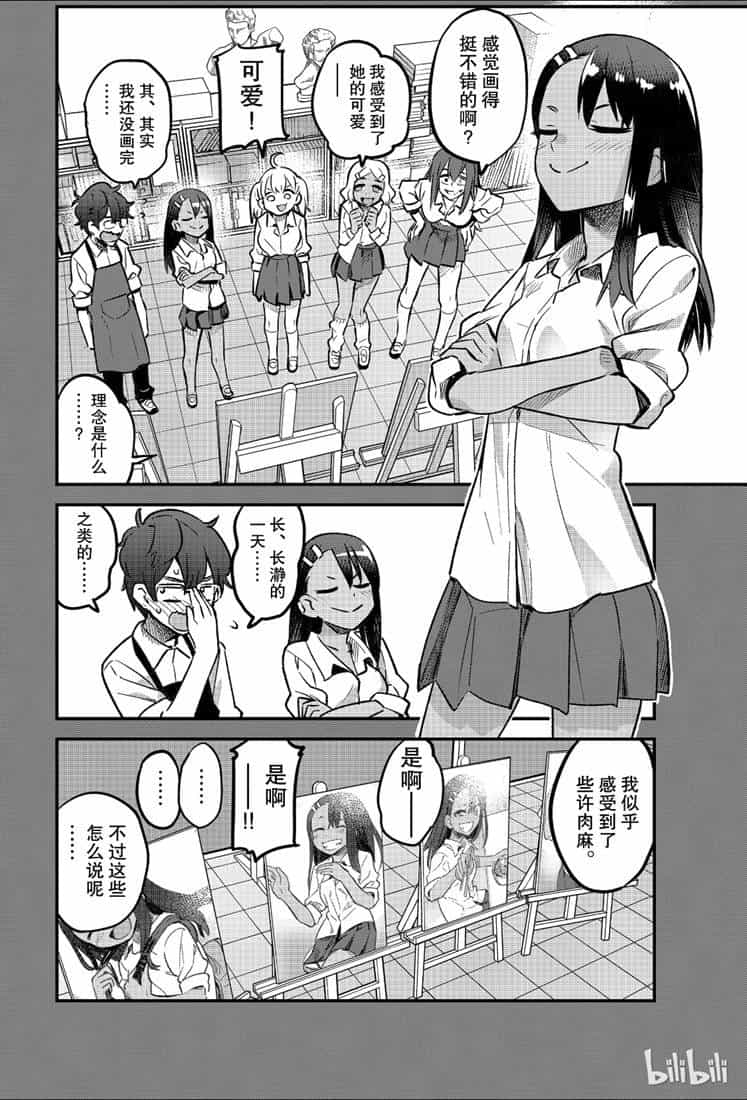 感觉画得
挺不错的啊?
我感受到了
她的可爱
——
可爱!
其、其实
我还没画完
……
理念是什么
……?
长、长瀞的
一天……
之类的……
我似乎
感受到了
些许肉麻。
是啊
——
是啊
——!!
……
……
不过这些
怎么说呢
……
bilibili